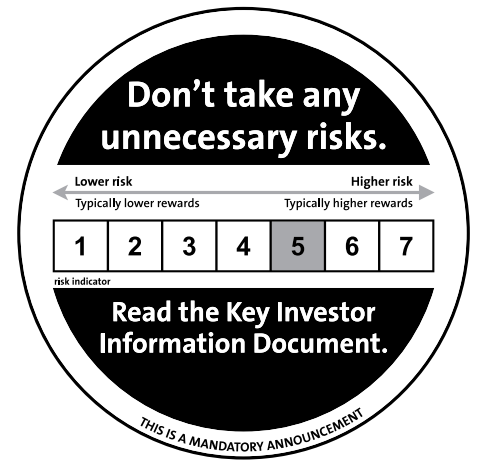 Don't take any
unnecessary risks.
Lower risk Higher risk
Typically lower rewards Typically higher rewards
1 2 3 4 5 6 7
risk indicator
Read the Key Investor
Information Document.
THIS IS A MANDATORY ANNOUNCEMENT